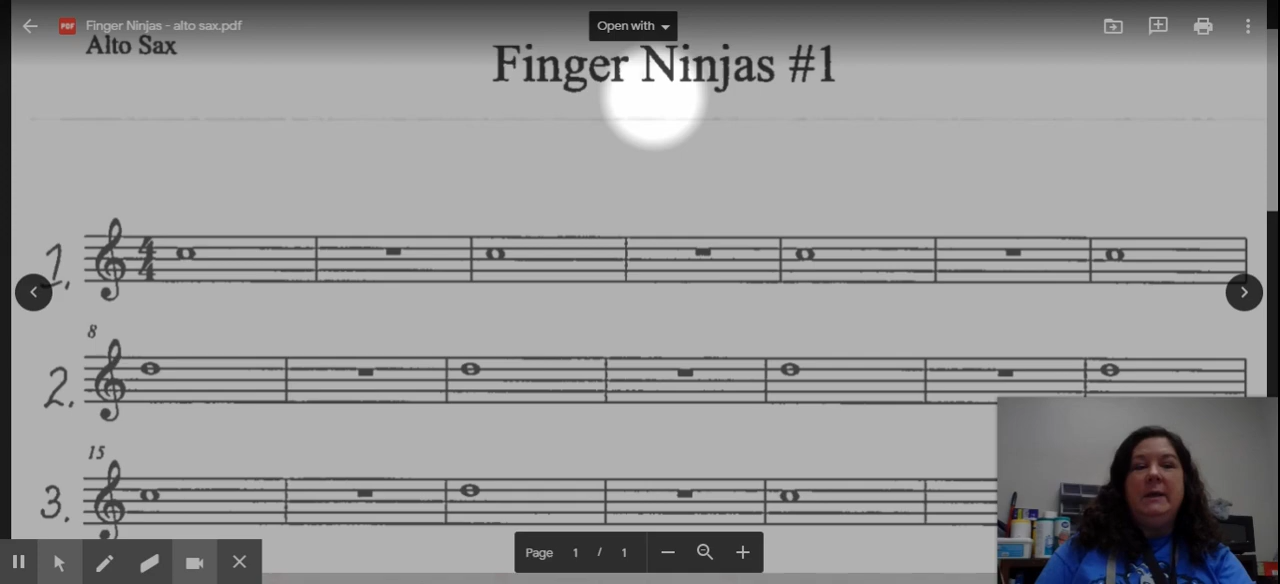 Finger Ninjas - alto sax.pdf
Open with
Alto Sax
Finger Ninjas #1
1.
4
4
8
2.
15
3.
Page 1 / 1